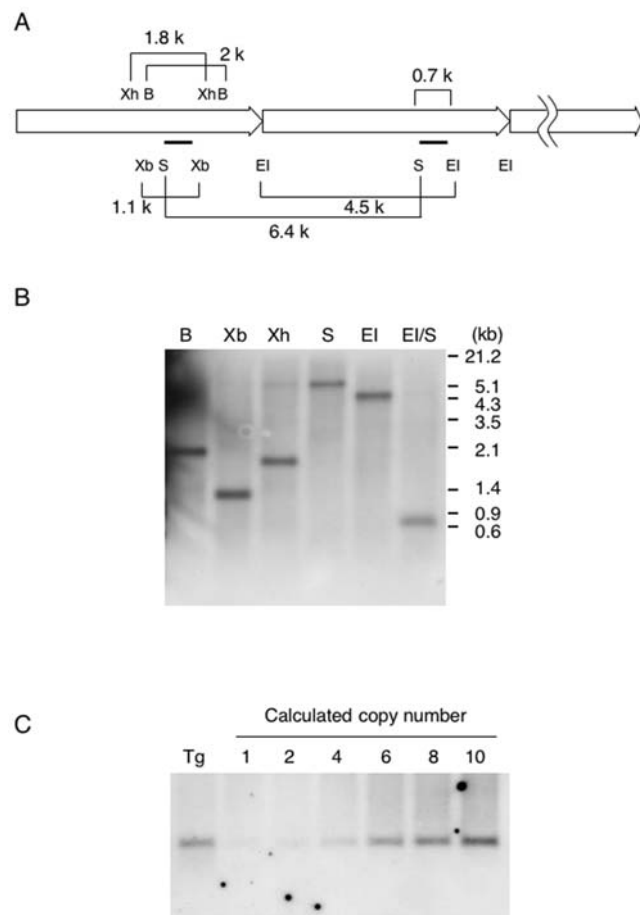 A
1.8 k
2 k
Xh B XhB
0.7 k
Xb S Xb EI S EI EI
1.1 k
4.5 k
6.4 k
B
B Xb Xh S EI EI/S (kb)
21.2
5.1
4.3
3.5
2.1
1.4
0.9
0.6
C
Calculated copy number
Tg 1 2 4 6 8 10